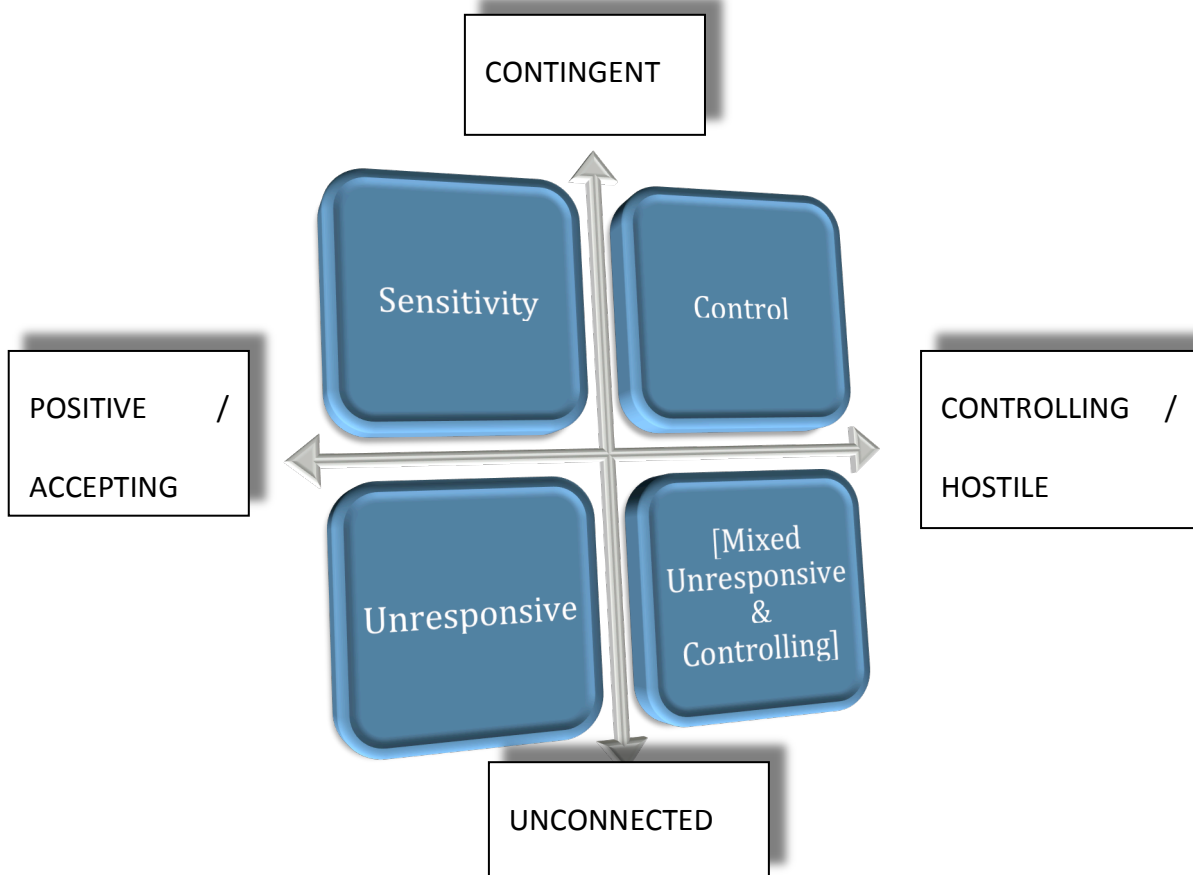 CONTINGENT
Sensitivity
Control
POSITIVE /
ACCEPTING
CONTROLLING /
HOSTILE
Unresponsive
[Mixed
Unresponsive
&
Controlling]
UNCONNECTED